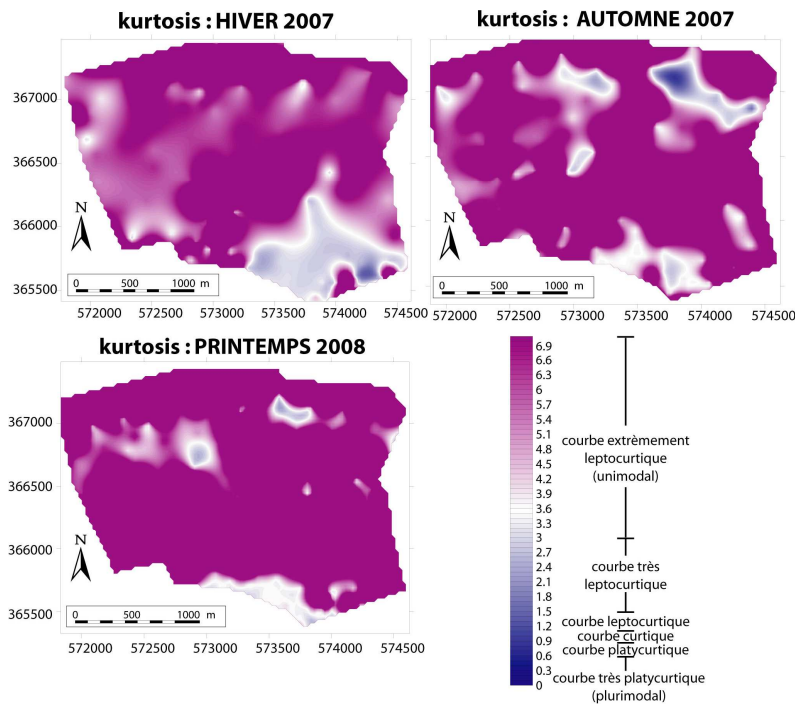 kurtosis : HIVER 2007
367000
366500
366000
365500
N
0 500 1000 m
572000 572500 573000 573500 574000 574500
kurtosis : AUTOMNE 2007
N
0 500 1000 m
572000 572500 573000 573500 574000 574500
kurtosis : PRINTEMPS 2008
367000
366500
366000
365500
N
0 500 1000 m
572000 572500 573000 573500 574000 574500
6.9
6.6
6.3
6
5.7
5.4
5.1
4.8
4.5
4.2
3.9
3.6
3.3
3
2.7
2.4
2.1
1.8
1.5
1.2
0.9
0.6
0.3
0
courbe extrèmement
leptocurtique
(unimodal)
courbe très
leptocurtique
courbe leptocurtique
courbe curtique
courbe platycurtique
courbe très platycurtique
(plurimodal)